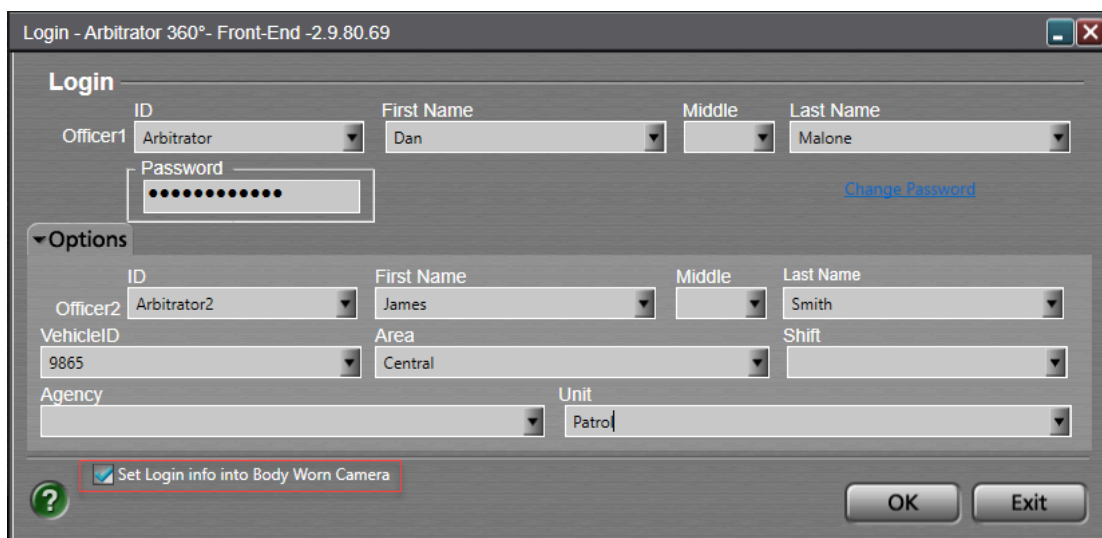 Login - Arbitrator 360°- Front-End -2.9.80.69
Login
ID First Name Middle Last Name
Officer1 Arbitrator Dan Malone
Password
●●●●●●●●●●●●
Change Password
Options
ID First Name Middle Last Name
Officer2 Arbitrator2 James Smith
VehicleID Area Shift
9865 Central
Agency Unit
Patrol
Set Login info into Body Worn Camera
? OK Exit